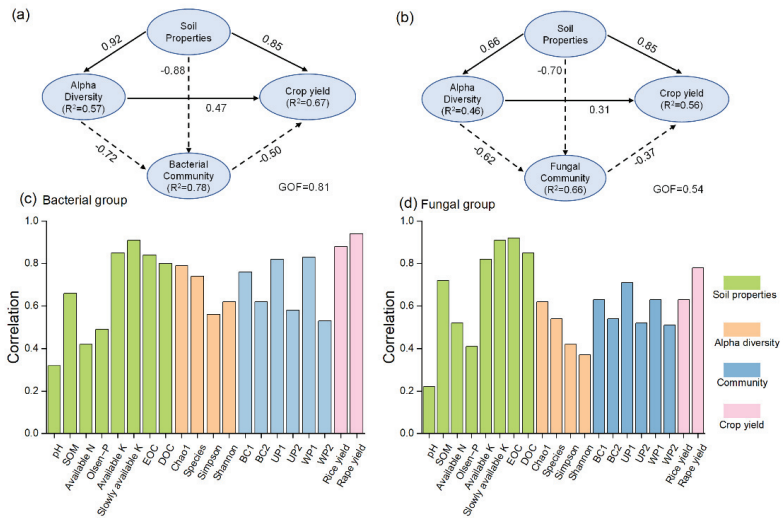 (a)
Soil
Properties
0.92
0.85
-0.88
Alpha
Diversity
(R²=0.57)
Crop yield
(R²=0.67)
0.47
-0.72
-0.50
Bacterial
Community
(R²=0.78)
GOF=0.81
(b)
Soil
Properties
0.66
0.85
-0.70
Alpha
Diversity
(R²=0.46)
Crop yield
(R²=0.56)
0.31
-0.62
-0.37
Fungal
Community
(R²=0.66)
GOF=0.54
(c) Bacterial group
Correlation
1.0
0.8
0.6
0.4
0.2
0.0
pH
SOM
Available N
Olsen-P
Available K
Slowly available K
EOC
DOC
Chao1
Species
Simpson
Shannon
BC1
BC2
UP1
UP2
WP1
WP2
Rice yield
Rape yield
(d) Fungal group
Correlation
1.0
0.8
0.6
0.4
0.2
0.0
pH
SOM
Available N
Olsen-P
Available K
Slowly available K
EOC
DOC
Chao1
Species
Simpson
Shannon
BC1
BC2
UP1
UP2
WP1
WP2
Rice yield
Rape yield
Soil properties
Alpha diversity
Community
Crop yield